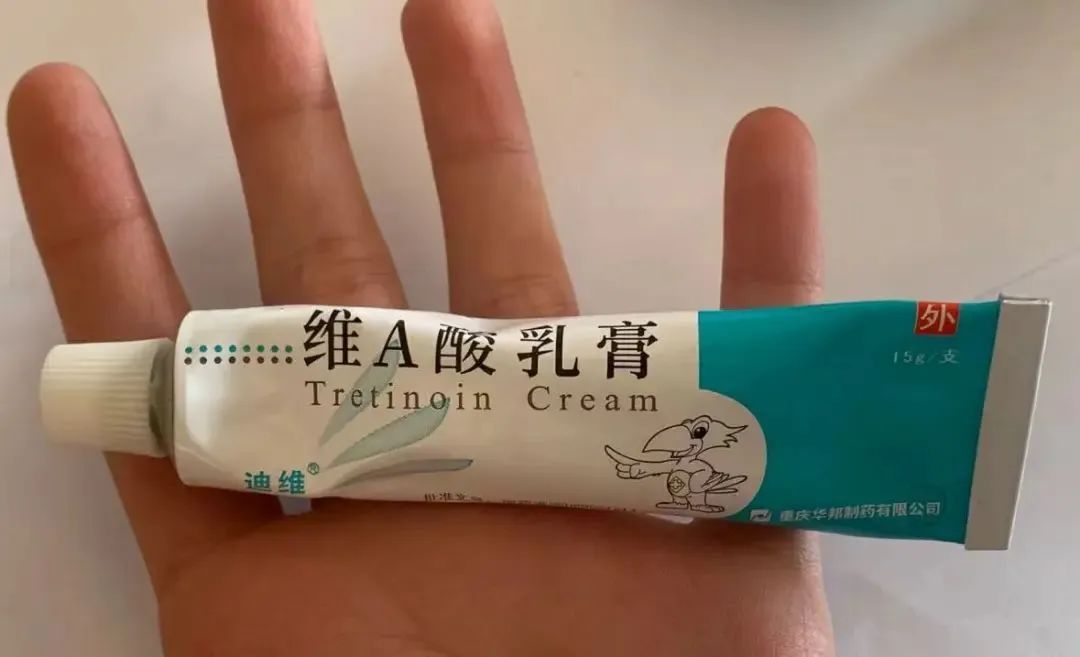 维A酸乳膏
Tretinoin Cream
迪维®
外
15g/支
重庆华邦制药有限公司